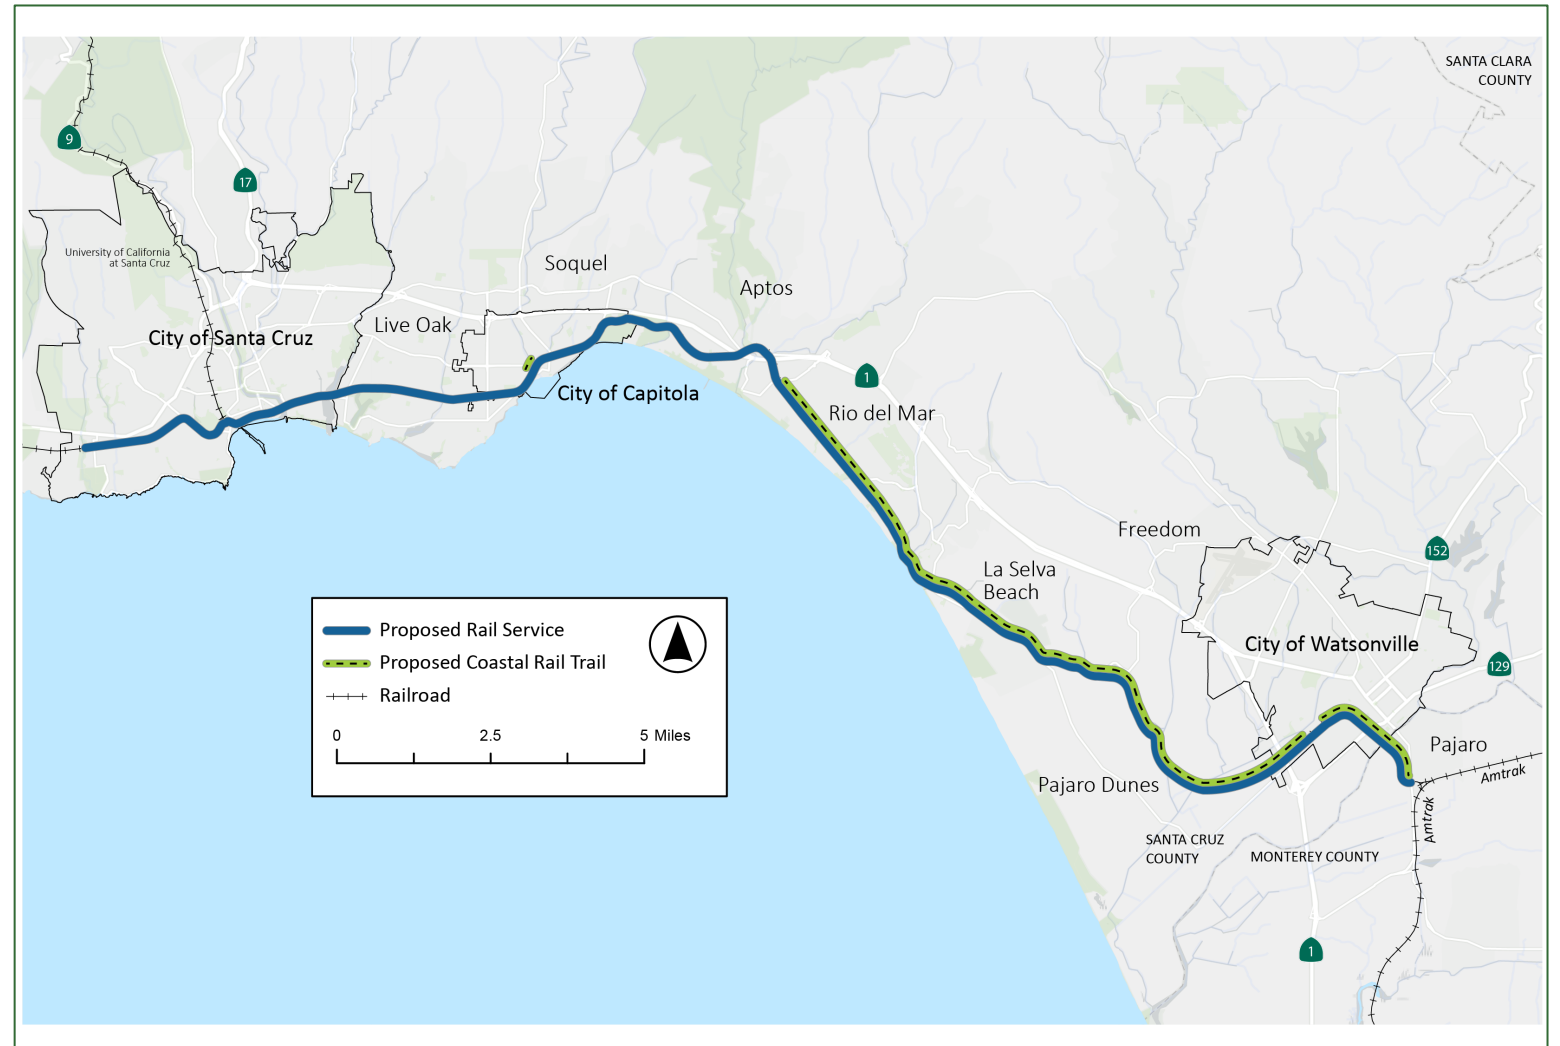 SANTA CLARA
COUNTY
9
17
University of California
at Santa Cruz
Soquel
Aptos
Live Oak
City of Santa Cruz
1
City of Capitola
Rio del Mar
Freedom
152
La Selva
Beach
City of Watsonville
129
Proposed Rail Service
Proposed Coastal Rail Trail
Railroad
0
2.5
5 Miles
Pajaro
Amtrak
Pajaro Dunes
Amtrak
SANTA CRUZ
COUNTY
MONTEREY COUNTY
1